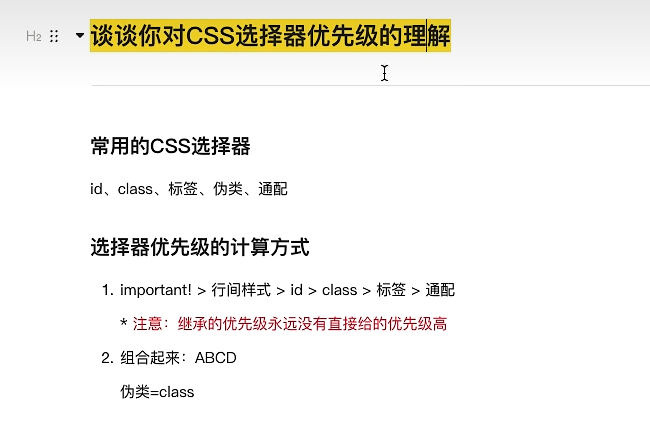 H2
谈谈你对CSS选择器优先级的理解
常用的CSS选择器
id、class、标签、伪类、通配
选择器优先级的计算方式
1. important! > 行间样式 > id > class > 标签 > 通配
* 注意：继承的优先级永远没有直接给的优先级高
2. 组合起来：ABCD
伪类=class